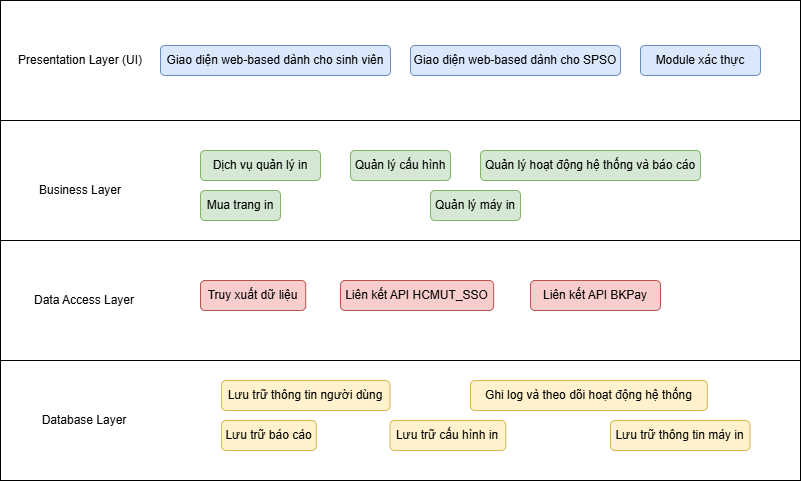 Presentation Layer (UI)
Giao diện web-based dành cho sinh viên
Giao diện web-based dành cho SPSO
Module xác thực
Business Layer
Dịch vụ quản lý in
Quản lý cấu hình
Quản lý hoạt động hệ thống và báo cáo
Mua trang in
Quản lý máy in
Data Access Layer
Truy xuất dữ liệu
Liên kết API HCMUT_SSO
Liên kết API BKPay
Database Layer
Lưu trữ thông tin người dùng
Ghi log và theo dõi hoạt động hệ thống
Lưu trữ báo cáo
Lưu trữ cấu hình in
Lưu trữ thông tin máy in